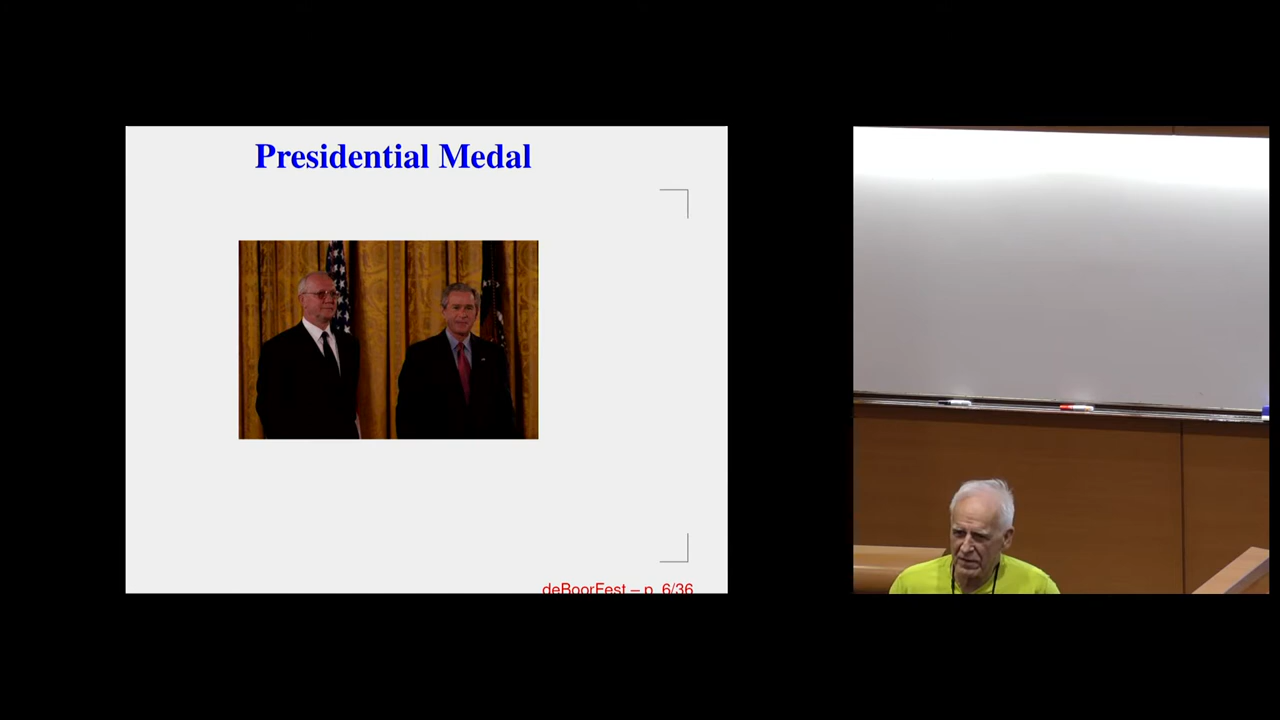 Presidential Medal
deBoorFest – p. 6/36